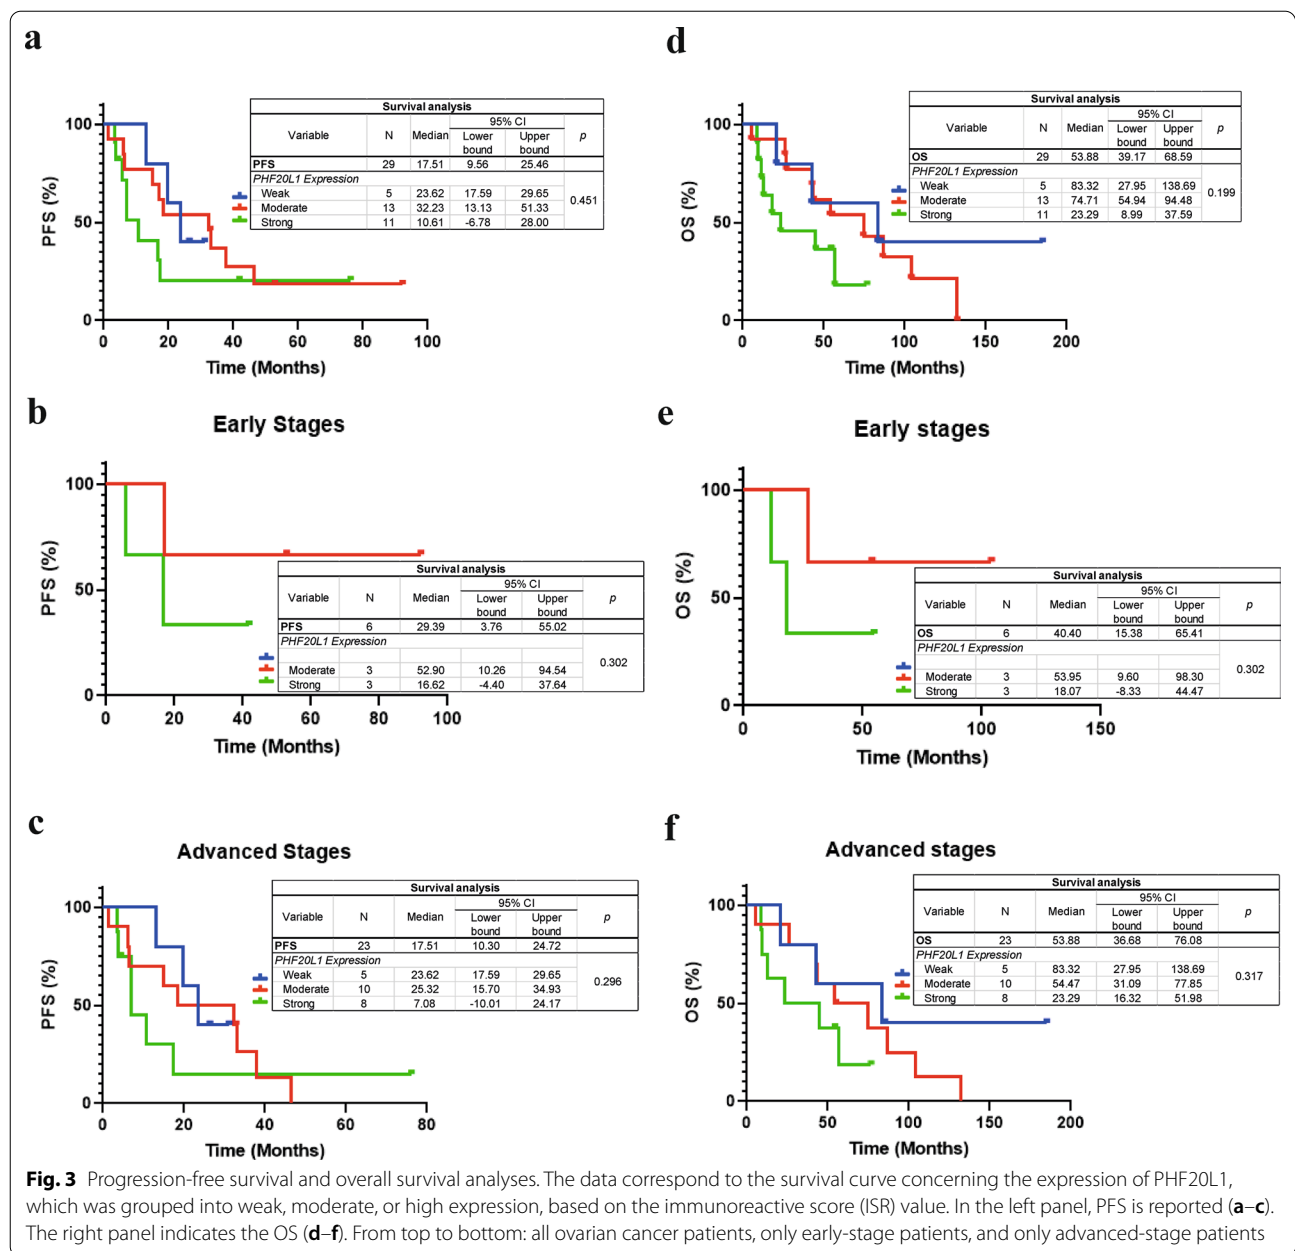 a
Survival analysis
Variable N Median 95% CI p
Lower bound Upper bound
PFS 29 17.51 9.56 25.46 0.451
PHF20L1 Expression
Weak 5 23.62 17.59 29.65
Moderate 13 32.23 13.13 51.33
Strong 11 10.61 -6.78 28.00
PFS (%)
100
50
0
0 20 40 60 80 100
Time (Months)
d
Survival analysis
Variable N Median 95% CI p
Lower bound Upper bound
OS 29 53.88 39.17 68.59 0.199
PHF20L1 Expression
Weak 5 83.32 27.95 138.69
Moderate 13 74.71 54.94 94.48
Strong 11 23.29 8.99 37.59
OS (%)
100
50
0
0 50 100 150 200
Time (Months)
b
Early Stages
PFS (%)
100
50
0
Survival analysis
Variable N Median 95% CI p
Lower bound Upper bound
PFS 6 29.39 3.76 55.02 0.302
PHF20L1 Expression
Moderate 3 52.90 10.26 94.54
Strong 3 16.62 -4.40 37.64
0 20 40 60 80 100
Time (Months)
e
Early stages
OS (%)
100
50
0
Survival analysis
Variable N Median 95% CI p
Lower bound Upper bound
OS 6 40.40 15.38 65.41 0.302
PHF20L1 Expression
Moderate 3 53.95 9.60 98.30
Strong 3 18.07 -8.33 44.47
0 50 100 150
Time (Months)
c
Advanced Stages
Survival analysis
Variable N Median 95% CI p
Lower bound Upper bound
PFS 23 17.51 10.30 24.72 0.296
PHF20L1 Expression
Weak 5 23.62 17.59 29.65
Moderate 10 25.32 15.70 34.93
Strong 8 7.08 -10.01 24.17
PFS (%)
100
50
0
0 20 40 60 80
Time (Months)
f
Advanced stages
Survival analysis
Variable N Median 95% CI p
Lower bound Upper bound
OS 23 53.88 36.68 76.08 0.317
PHF20L1 Expression
Weak 5 83.32 27.95 138.69
Moderate 10 54.47 31.09 77.85
Strong 8 23.29 16.32 51.98
OS (%)
100
50
0
0 50 100 150 200
Time (Months)
Fig. 3 Progression-free survival and overall survival analyses. The data correspond to the survival curve concerning the expression of PHF20L1,
which was grouped into weak, moderate, or high expression, based on the immunoreactive score (ISR) value. In the left panel, PFS is reported (a–c).
The right panel indicates the OS (d–f). From top to bottom: all ovarian cancer patients, only early-stage patients, and only advanced-stage patients